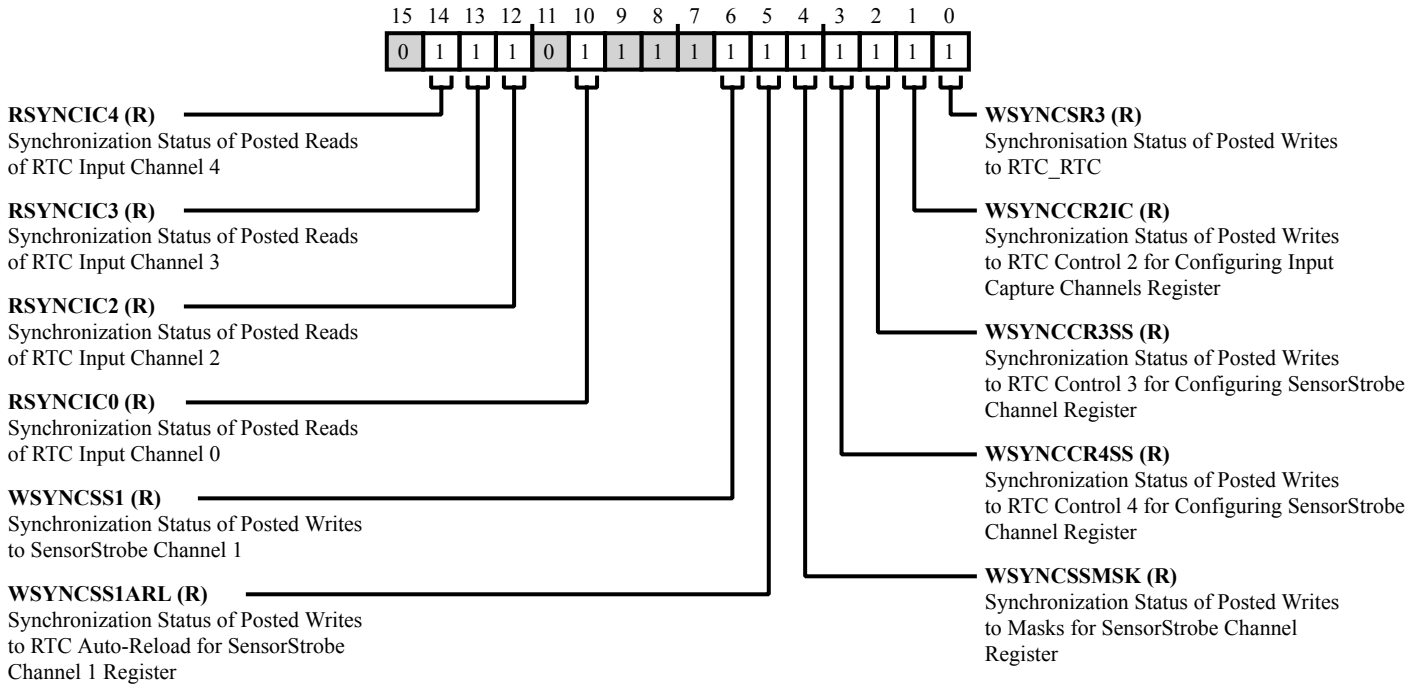 15 14 13 12 11 10 9 8 7 6 5 4 3 2 1 0
0 1 1 1 0 1 1 1 1 1 1 1 1 1 1 1
RSYNCIC4 (R)
Synchronization Status of Posted Reads
of RTC Input Channel 4
RSYNCIC3 (R)
Synchronization Status of Posted Reads
of RTC Input Channel 3
RSYNCIC2 (R)
Synchronization Status of Posted Reads
of RTC Input Channel 2
RSYNCIC0 (R)
Synchronization Status of Posted Reads
of RTC Input Channel 0
WSYNCSS1 (R)
Synchronization Status of Posted Writes
to SensorStrobe Channel 1
WSYNCSS1ARL (R)
Synchronization Status of Posted Writes
to RTC Auto-Reload for SensorStrobe
Channel 1 Register
WSYNCSR3 (R)
Synchronisation Status of Posted Writes
to RTC_RTC
WSYNCCR2IC (R)
Synchronization Status of Posted Writes
to RTC Control 2 for Configuring Input
Capture Channels Register
WSYNCCR3SS (R)
Synchronization Status of Posted Writes
to RTC Control 3 for Configuring SensorStrobe
Channel Register
WSYNCCR4SS (R)
Synchronization Status of Posted Writes
to RTC Control 4 for Configuring SensorStrobe
Channel Register
WSYNCSSMSK (R)
Synchronization Status of Posted Writes
to Masks for SensorStrobe Channel
Register